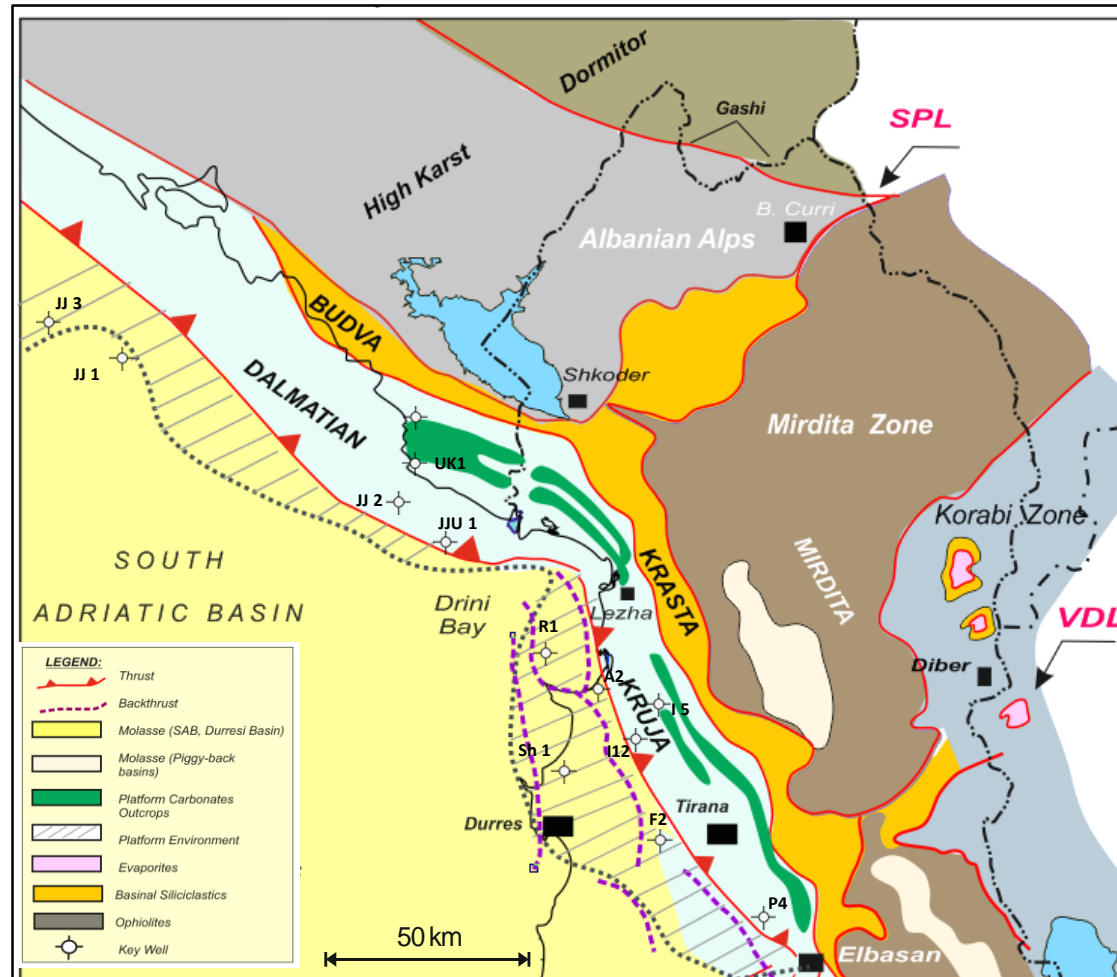 Dormitor
Gashi
SPL
High Karst
B. Curri
Albanian Alps
JJ 3
BUDVA
JJ 1
Shkoder
DALMATIAN
Mirdita Zone
UK1
JJ 2
JJU 1
Korabi Zone
SOUTH
ADRIATIC BASIN
KRASTA
MIRDITA
Drini
Bay
Lezha
VDL
R1
Diber
A2
KRUJA
I 5
Sh 1
I12
Tirana
Durres
F2
P4
50 km
Elbasan
LEGEND:
Thrust
Backthrust
Molasse (SAB, Durresi Basin)
Molasse (Piggy-back
basins)
Platform Carbonates
Outcrops
Platform Environment
Evaporites
Basinal Siliciclastics
Ophiolites
Key Well